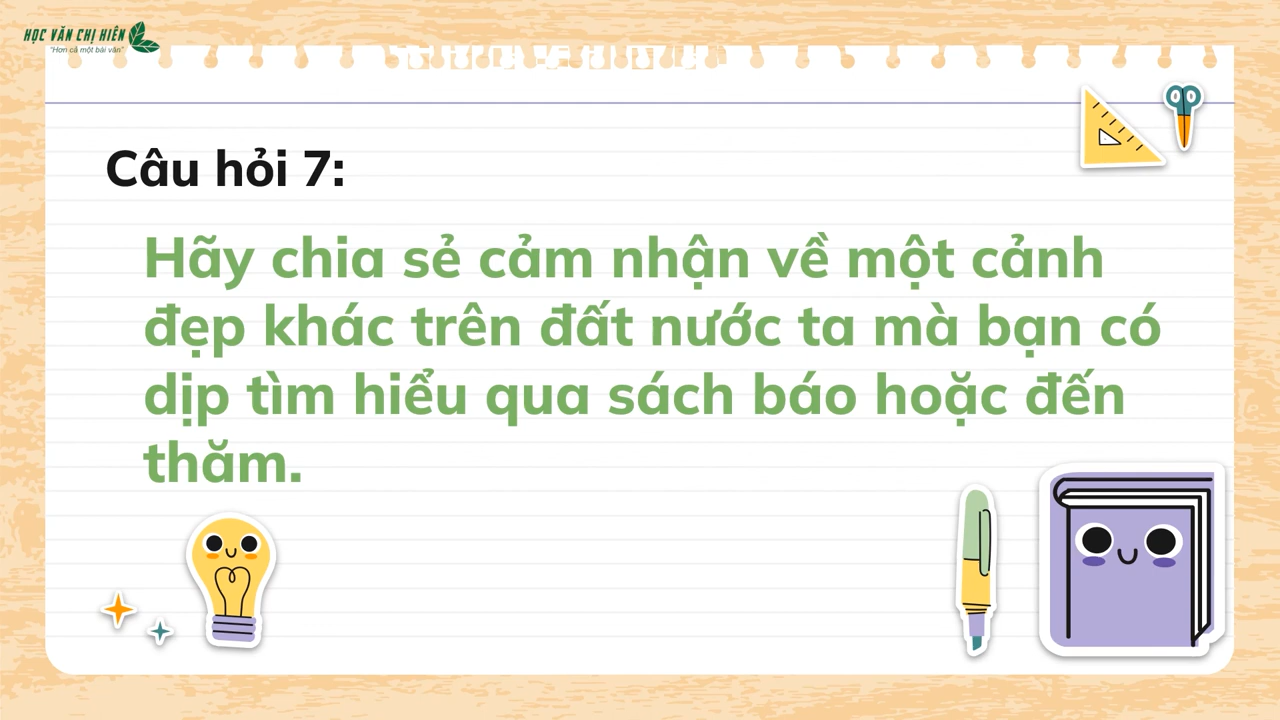 HỌC VĂN CHỊ HIÊN
"Hơn cả một bài văn"
Câu hỏi 7:
Hãy chia sẻ cảm nhận về một cảnh
đẹp khác trên đất nước ta mà bạn có
dịp tìm hiểu qua sách báo hoặc đến
thăm.